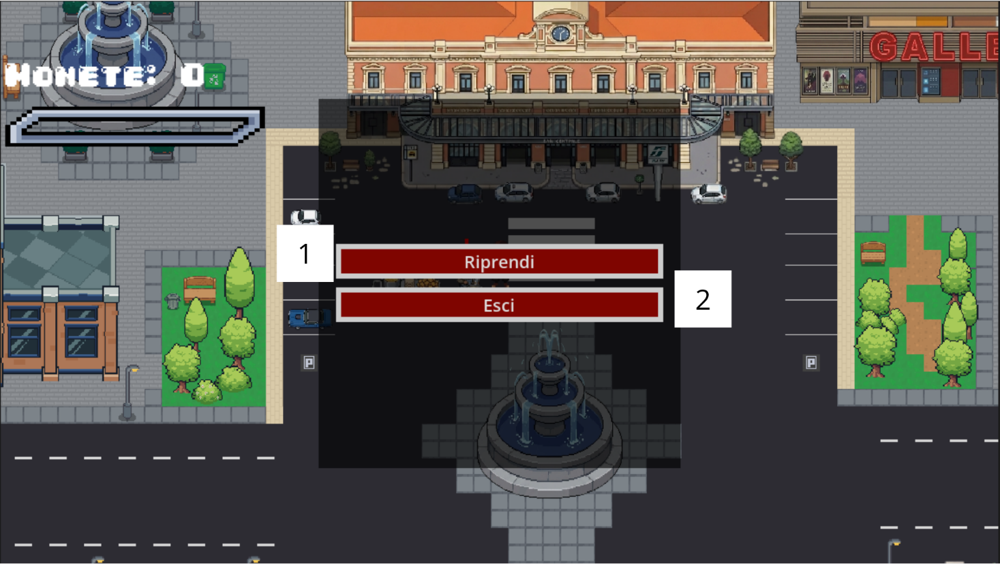 GALLE
MONETE: 0
1
Riprendi
Esci
2
P
P